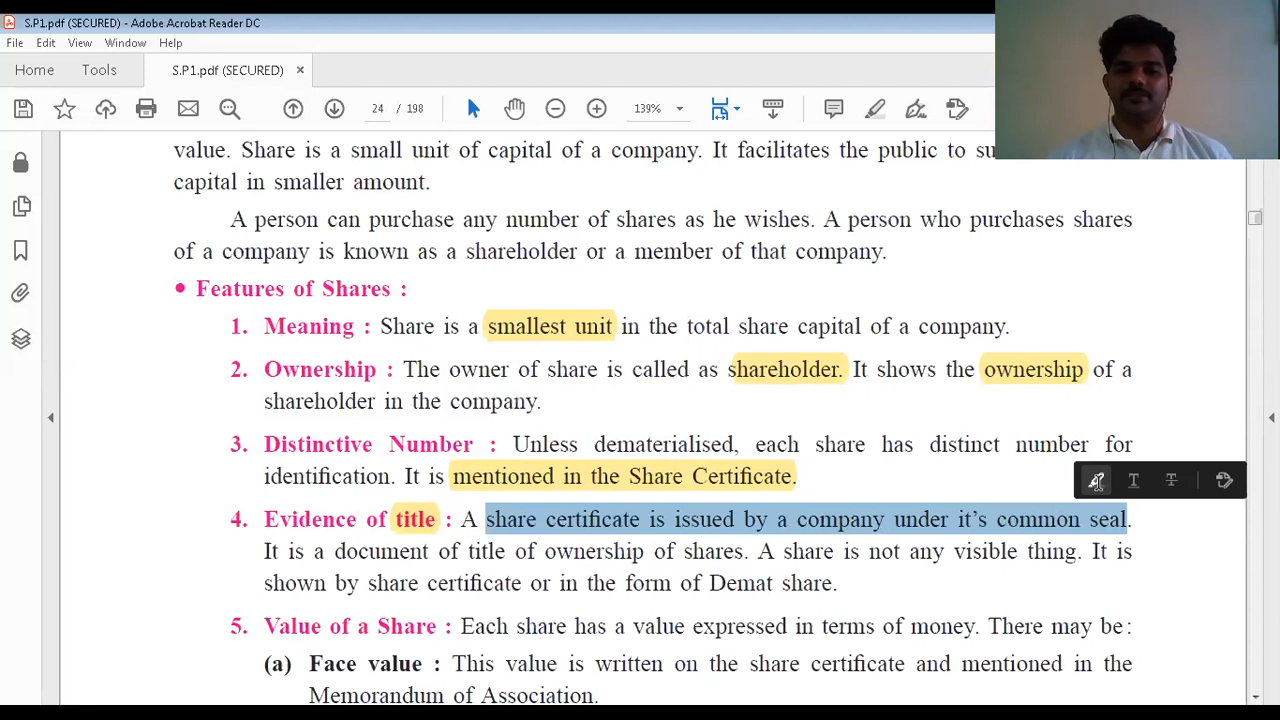 S.P1.pdf (SECURED) - Adobe Acrobat Reader DC
File Edit View Window Help
Home Tools S.P1.pdf (SECURED) ×
24 / 198 139%
value. Share is a small unit of capital of a company. It facilitates the public to
capital in smaller amount.
A person can purchase any number of shares as he wishes. A person who purchases shares
of a company is known as a shareholder or a member of that company.
• Features of Shares :
1. Meaning : Share is a smallest unit in the total share capital of a company.
2. Ownership : The owner of share is called as shareholder. It shows the ownership of a
shareholder in the company.
3. Distinctive Number : Unless dematerialised, each share has distinct number for
identification. It is mentioned in the Share Certificate.
4. Evidence of title : A share certificate is issued by a company under it's common seal.
It is a document of title of ownership of shares. A share is not any visible thing. It is
shown by share certificate or in the form of Demat share.
5. Value of a Share : Each share has a value expressed in terms of money. There may be :
(a) Face value : This value is written on the share certificate and mentioned in the
Memorandum of Association.